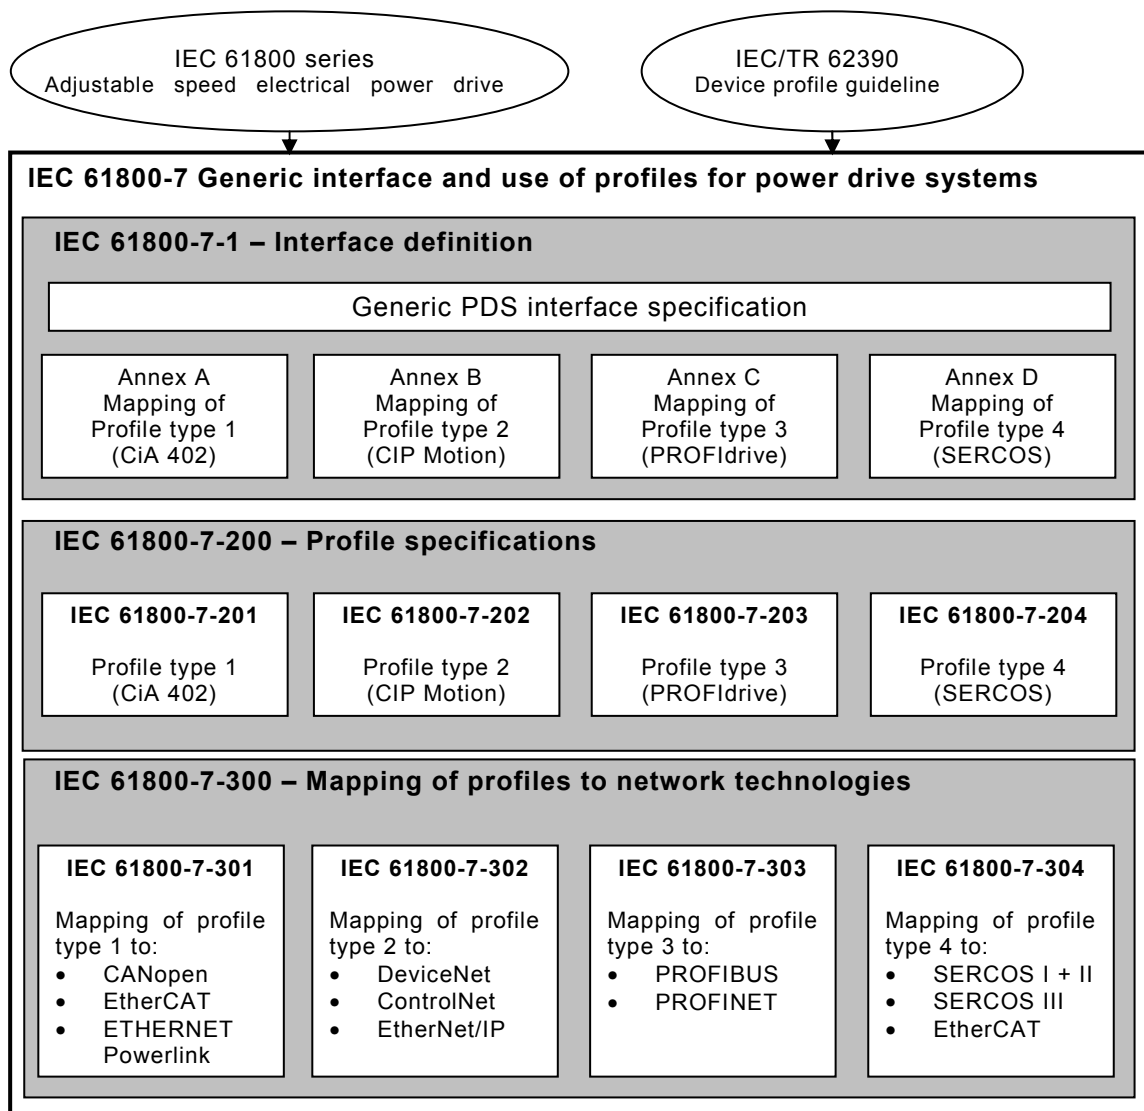 IEC 61800 series
Adjustable speed electrical power drive
IEC/TR 62390
Device profile guideline
IEC 61800-7 Generic interface and use of profiles for power drive systems
IEC 61800-7-1 – Interface definition
Generic PDS interface specification
Annex A
Mapping of
Profile type 1
(CiA 402)
Annex B
Mapping of
Profile type 2
(CIP Motion)
Annex C
Mapping of
Profile type 3
(PROFIdrive)
Annex D
Mapping of
Profile type 4
(SERCOS)
IEC 61800-7-200 – Profile specifications
IEC 61800-7-201
Profile type 1
(CiA 402)
IEC 61800-7-202
Profile type 2
(CIP Motion)
IEC 61800-7-203
Profile type 3
(PROFIdrive)
IEC 61800-7-204
Profile type 4
(SERCOS)
IEC 61800-7-300 – Mapping of profiles to network technologies
IEC 61800-7-301
Mapping of profile
type 1 to:
• CANopen
• EtherCAT
• ETHERNET
Powerlink
IEC 61800-7-302
Mapping of profile
type 2 to:
• DeviceNet
• ControlNet
• EtherNet/IP
IEC 61800-7-303
Mapping of profile
type 3 to:
• PROFIBUS
• PROFINET
IEC 61800-7-304
Mapping of profile
type 4 to:
• SERCOS I + II
• SERCOS III
• EtherCAT